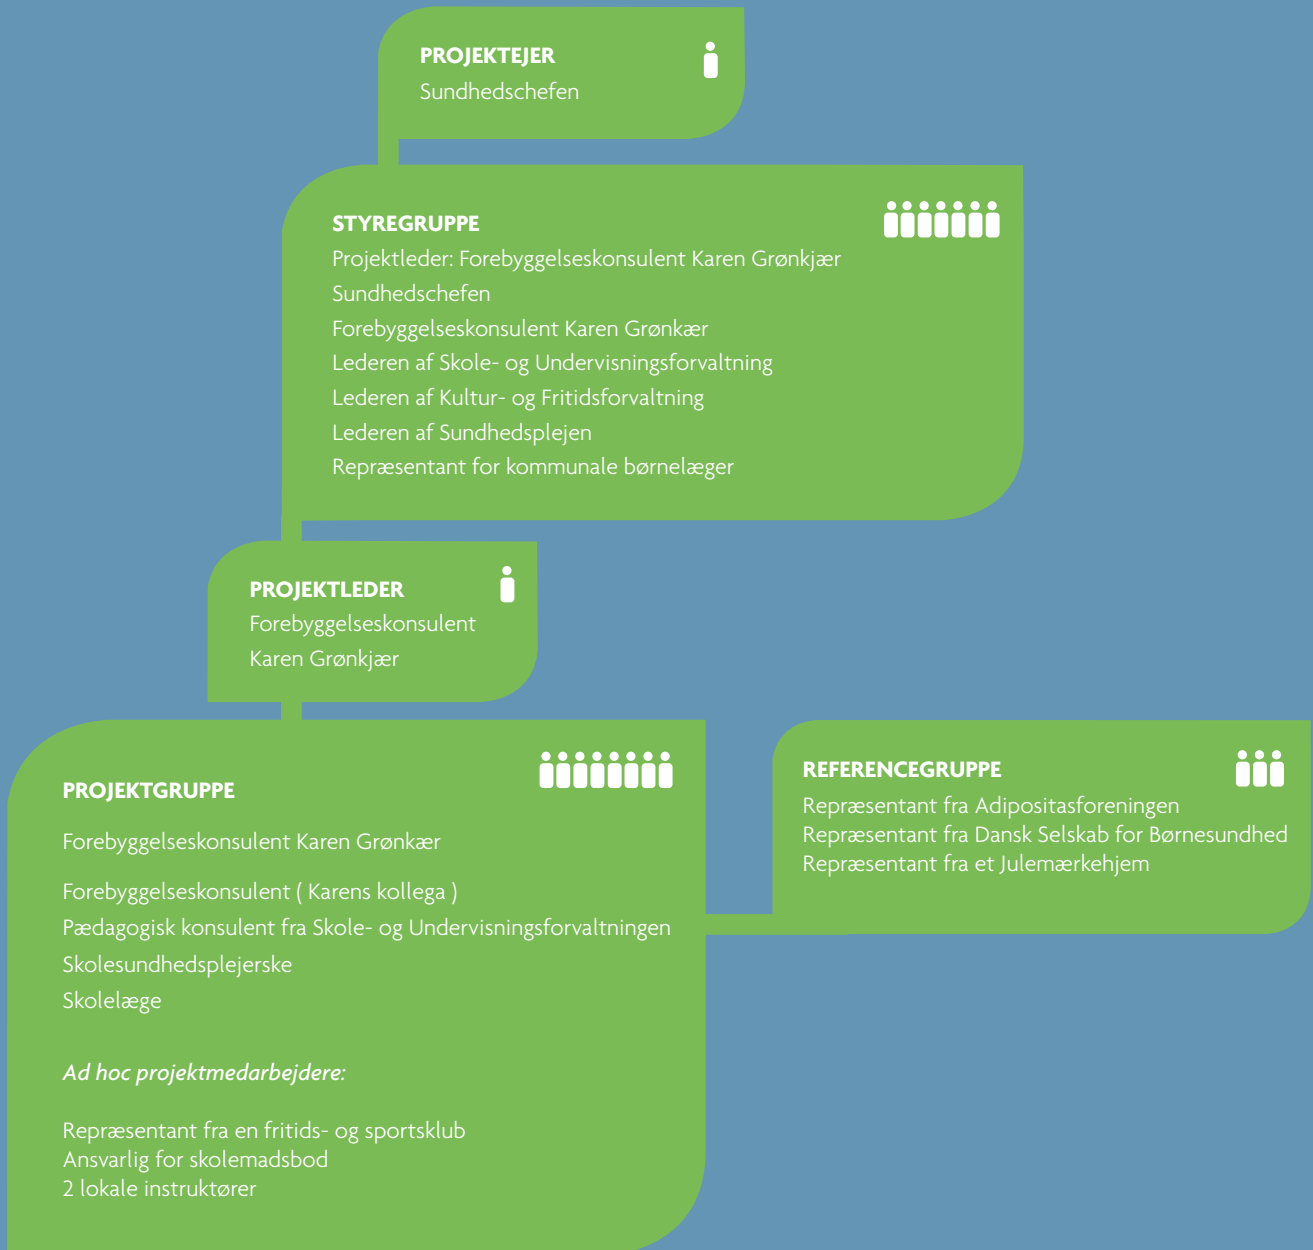 PROJEKTEJER
Sundhedschefen
STYREGRUPPE
Projektleder: Forebyggelseskonsulent Karen Grønkjær
Sundhedschefen
Forebyggelseskonsulent Karen Grønkær
Lederen af Skole- og Undervisningsforvaltning
Lederen af Kultur- og Fritidsforvaltning
Lederen af Sundhedsplejen
Repræsentant for kommunale børnelæger
PROJEKTLEDER
Forebyggelseskonsulent
Karen Grønkjær
PROJEKTGRUPPE
Forebyggelseskonsulent Karen Grønkær
Forebyggelseskonsulent ( Karens kollega )
Pædagogisk konsulent fra Skole- og Undervisningsforvaltningen
Skolesundhedsplejerske
Skolelæge
Ad hoc projektmedarbejdere:
Repræsentant fra en fritids- og sportsklub
Ansvarlig for skolemadsbod
2 lokale instruktører
REFERENCEGRUPPE
Repræsentant fra Adipositasforeningen
Repræsentant fra Dansk Selskab for Børnesundhed
Repræsentant fra et Julemærkehjem